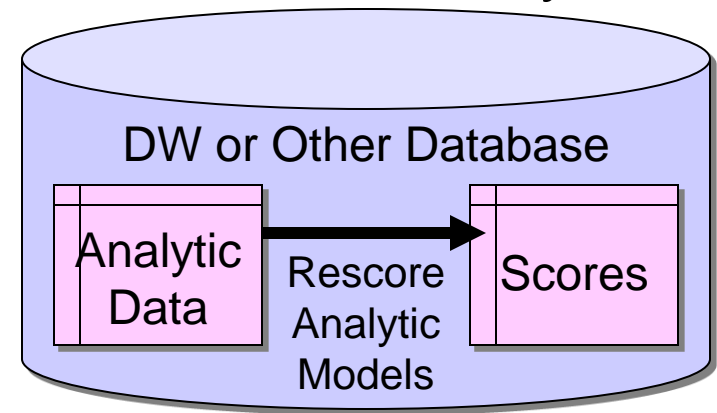 DW or Other Database
Analytic
Data
Rescore
Analytic
Models
Scores